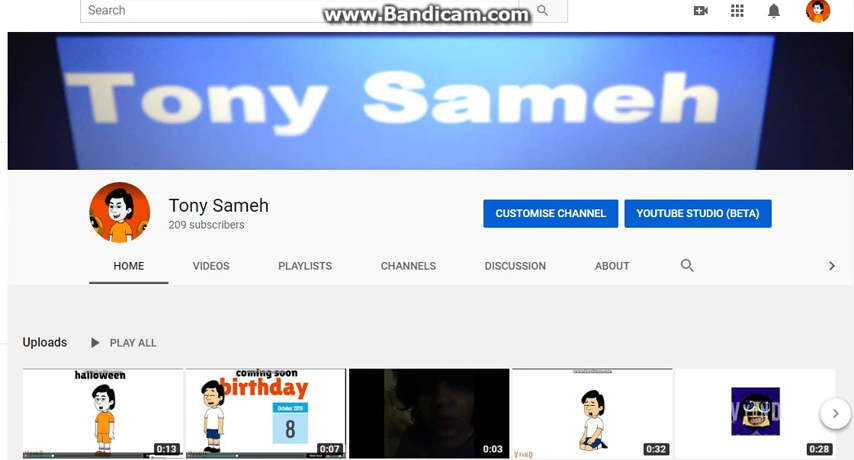 Search
www.Bandicam.com
Tony Sameh
Tony Sameh
209 subscribers
CUSTOMISE CHANNEL
YOUTUBE STUDIO (BETA)
HOME
VIDEOS
PLAYLISTS
CHANNELS
DISCUSSION
ABOUT
Uploads
PLAY ALL
halloween
0:13
coming soon
birthday
October 2019
8
0:07
0:03
0:32
0:28